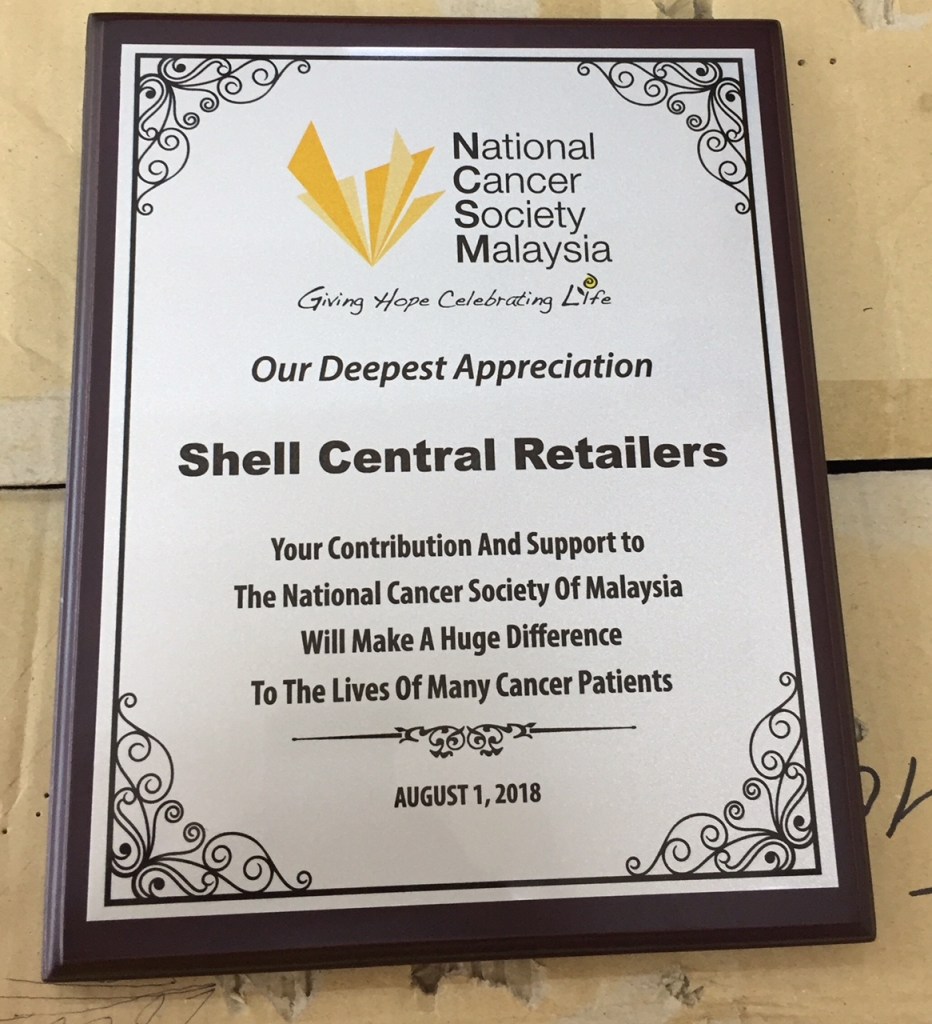 National
Cancer
Society
Malaysia
Giving Hope Celebrating Life
Our Deepest Appreciation
Shell Central Retailers
Your Contribution And Support to
The National Cancer Society Of Malaysia
Will Make A Huge Difference
To The Lives Of Many Cancer Patients
AUGUST 1, 2018